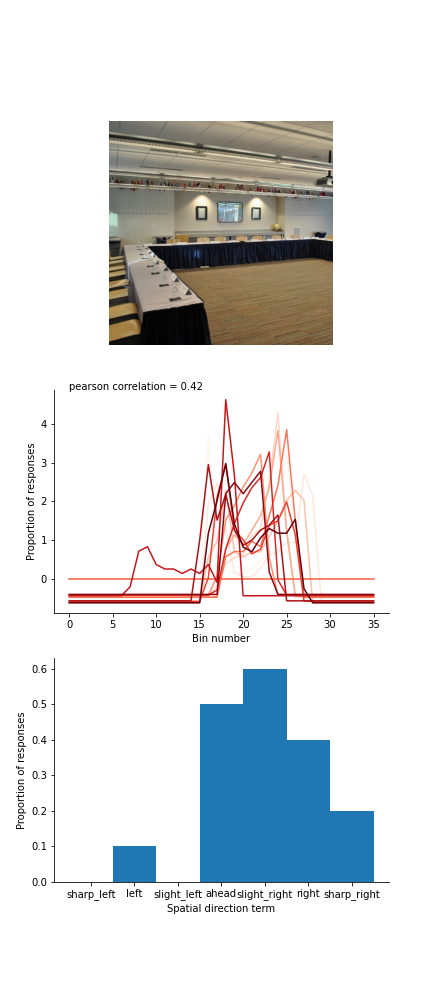 pearson correlation = 0.42
Proportion of responses
4
3
2
1
0
0 5 10 15 20 25 30 35
Bin number
Proportion of responses
0.6
0.5
0.4
0.3
0.2
0.1
0.0
sharp_left left slight_left ahead slight_right right sharp_right
Spatial direction term